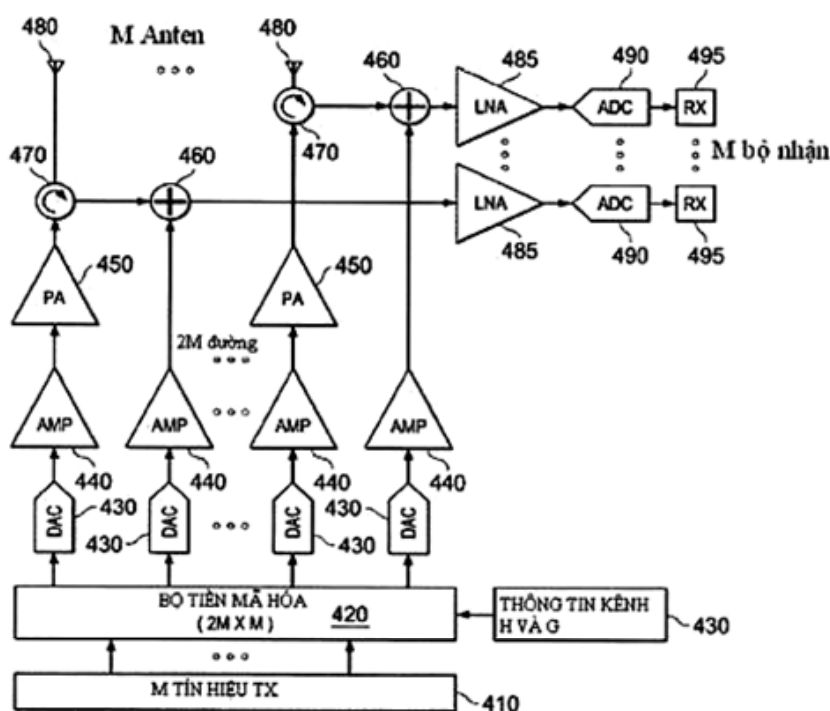 480 M Anten 480
460 485 490 495
LNA ADC RX
470 460 470 M bộ nhận
LNA ADC RX
450 450 485 490 495
PA PA
2M đường
AMP AMP AMP AMP
440 440 440 440
DAC 430 430 DAC DAC 430 430 DAC
BỘ TIỀN MÃ HÓA
( 2M X M ) 420
THÔNG TIN KÊNH
H VÀ G 430
M TÍN HIỆU TX 410